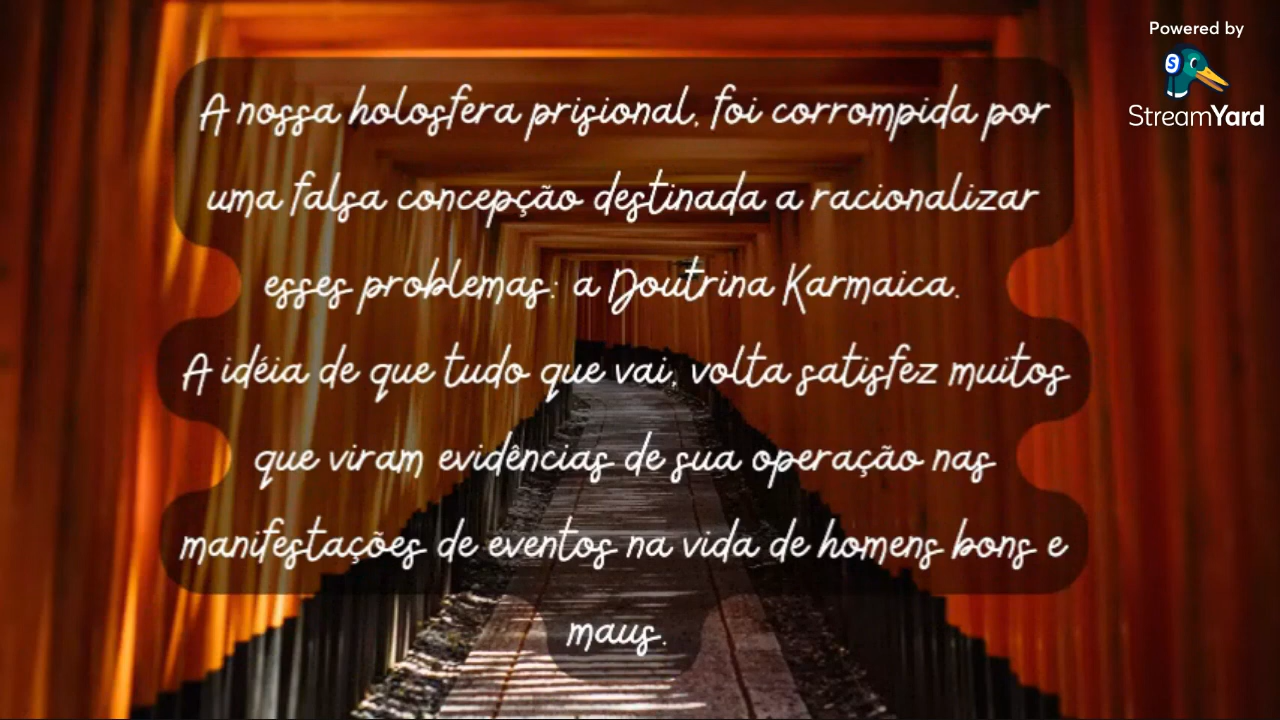 Powered by
StreamYard
A nossa holosfera prisional, foi corrompida por
uma falsa concepção destinada a racionalizar
esses problemas: a Doutrina Karmaica.
A idéia de que tudo que vai, volta satisfez muitos
que viram evidências de sua operação nas
manifestações de eventos na vida de homens bons e
maus.